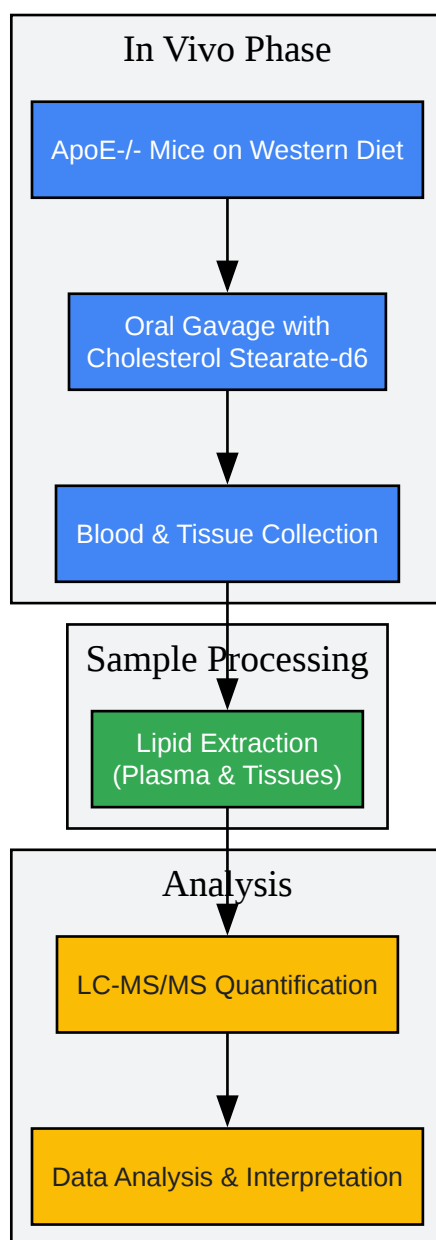 In Vivo Phase
ApoE-/- Mice on Western Diet
Oral Gavage with
Cholesterol Stearate-d6
Blood & Tissue Collection
Sample Processing
Lipid Extraction
(Plasma & Tissues)
Analysis
LC-MS/MS Quantification
Data Analysis & Interpretation